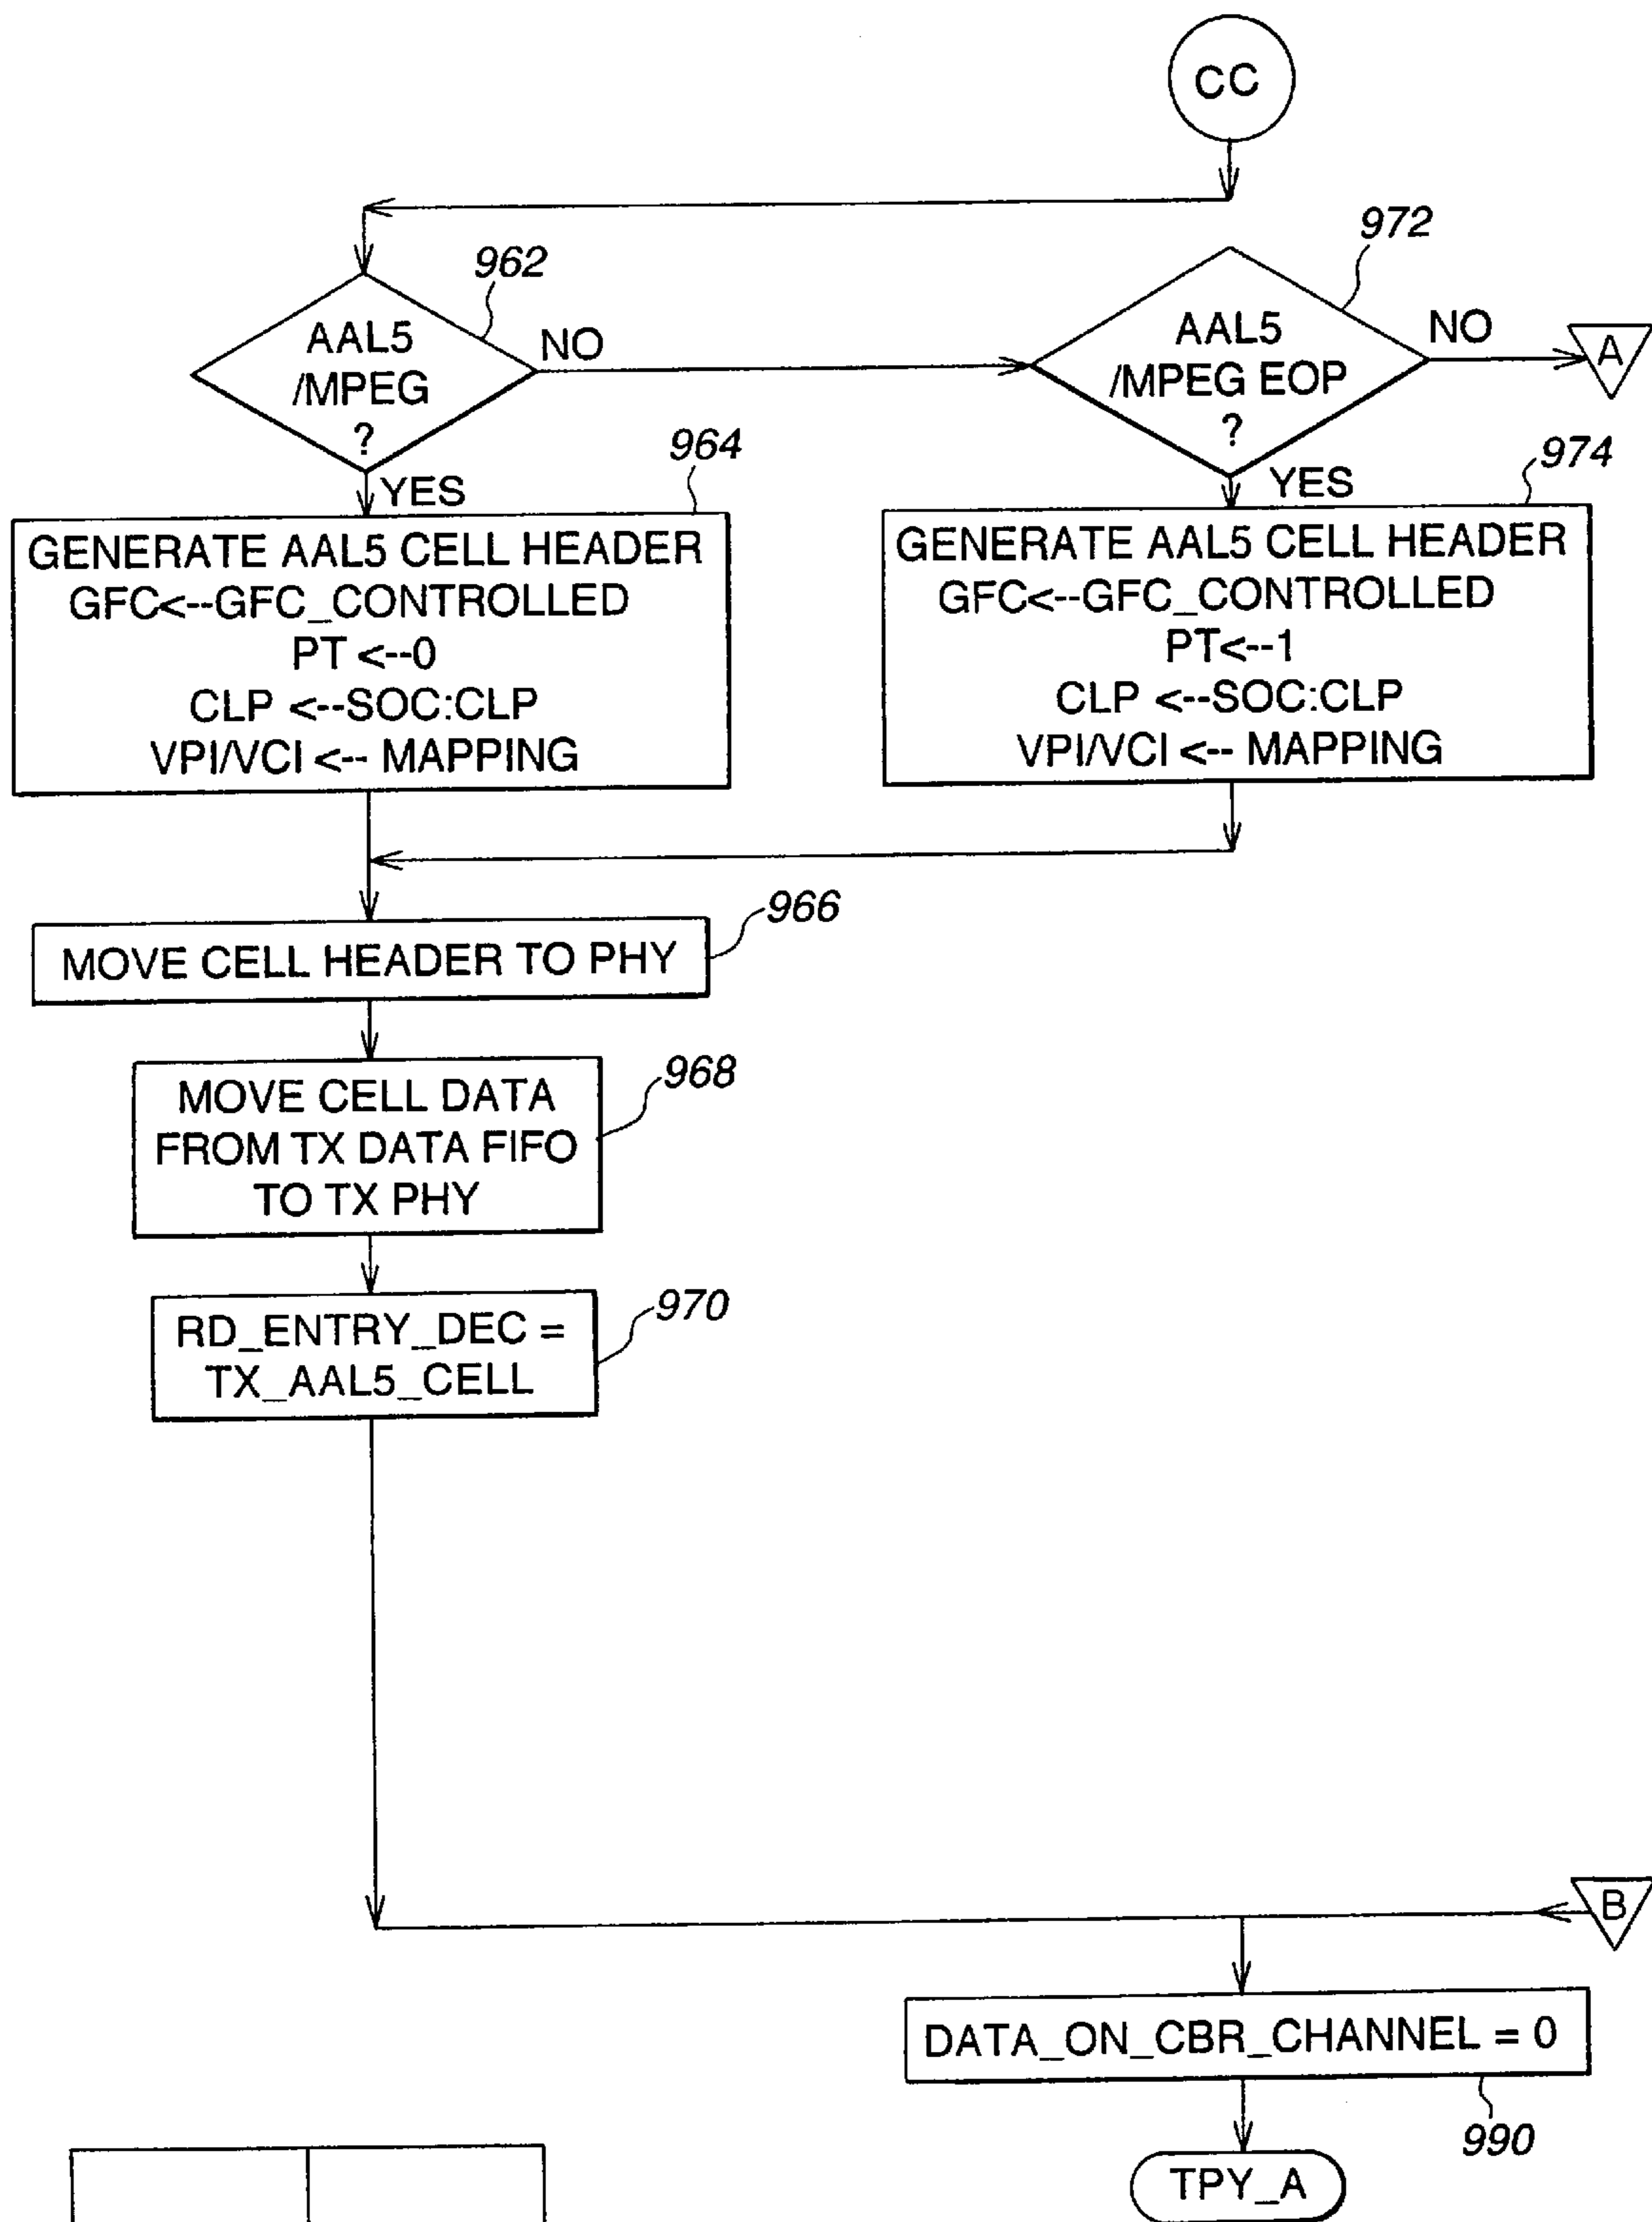 CC
962
AAL5
/MPEG
?
NO
YES
972
AAL5
/MPEG EOP
?
NO
A
YES
964
GENERATE AAL5 CELL HEADER
GFC<--GFC_CONTROLLED
PT <--0
CLP <--SOC:CLP
VPI/VCI <-- MAPPING
974
GENERATE AAL5 CELL HEADER
GFC<--GFC_CONTROLLED
PT<--1
CLP <--SOC:CLP
VPI/VCI <-- MAPPING
966
MOVE CELL HEADER TO PHY
968
MOVE CELL DATA
FROM TX DATA FIFO
TO TX PHY
970
RD_ENTRY_DEC =
TX_AAL5_CELL
B
DATA_ON_CBR_CHANNEL = 0
990
TPY_A